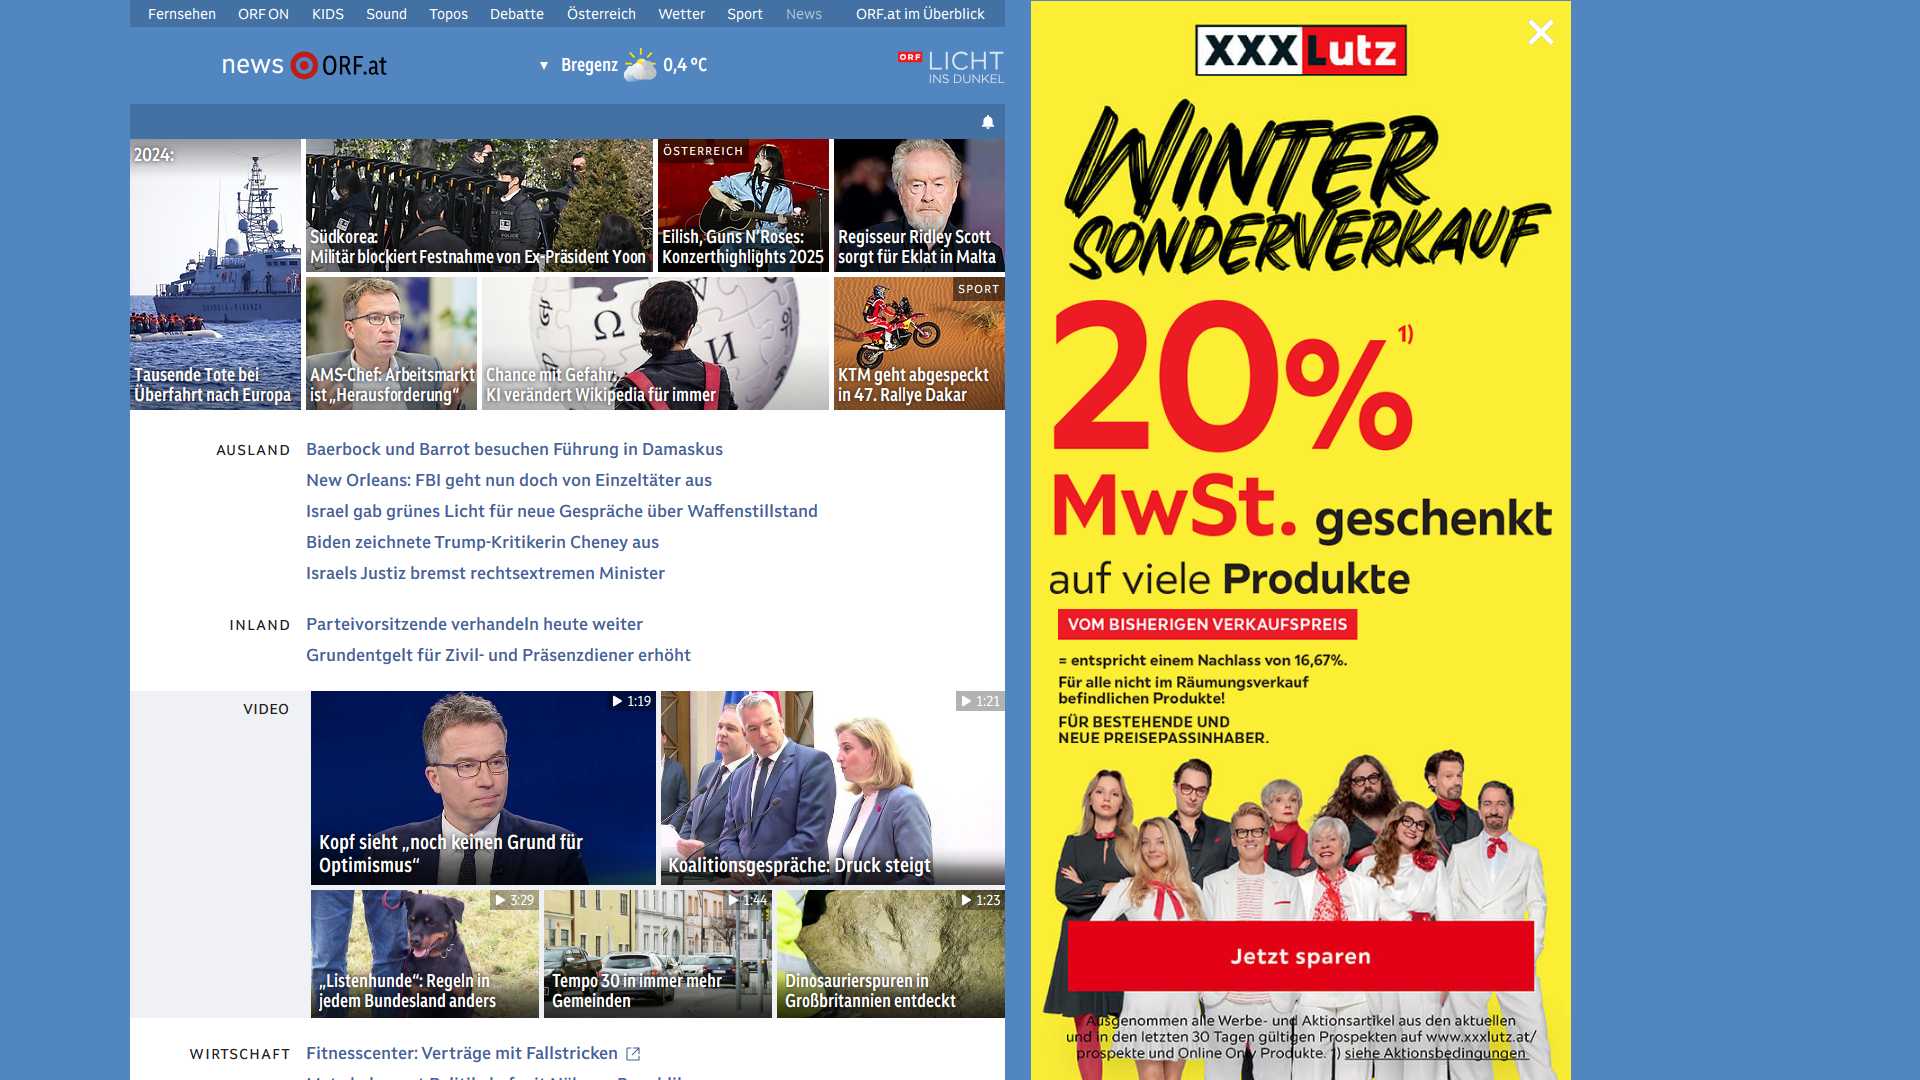 Fernsehen ORF ON KIDS Sound Topos Debatte Österreich Wetter Sport News ORF.at im Überblick
news ORF.at
▼ Bregenz 0,4 °C
ORF LICHT
INS DUNKEL
2024:
Tausende Tote bei
Überfahrt nach Europa
Südkorea:
Militär blockiert Festnahme von Ex-Präsident Yoon
ÖSTERREICH
Eilish, Guns N’Roses:
Konzerthighlights 2025
Regisseur Ridley Scott
sorgt für Eklat in Malta
AMS-Chef: Arbeitsmarkt
ist „Herausforderung“
Chance mit Gefahr:
KI verändert Wikipedia für immer
SPORT
KTM geht abgespeckt
in 47. Rallye Dakar
AUSLAND
Baerbock und Barrot besuchen Führung in Damaskus
New Orleans: FBI geht nun doch von Einzeltäter aus
Israel gab grünes Licht für neue Gespräche über Waffenstillstand
Biden zeichnete Trump-Kritikerin Cheney aus
Israels Justiz bremst rechtsextremen Minister
INLAND
Parteivorsitzende verhandeln heute weiter
Grundentgelt für Zivil- und Präsenzdiener erhöht
VIDEO
1:19
Kopf sieht „noch keinen Grund für
Optimismus“
1:21
Koalitionsgespräche: Druck steigt
3:29
„Listenhunde“: Regeln in
jedem Bundesland anders
1:44
Tempo 30 in immer mehr
Gemeinden
1:23
Dinosaurierspuren in
Großbritannien entdeckt
WIRTSCHAFT
Fitnesscenter: Verträge mit Fallstricken
XXXLutz
WINTER
SONDERVERKAUF
20% 1)
MwSt. geschenkt
auf viele Produkte
VOM BISHERIGEN VERKAUFSPREIS
= entspricht einem Nachlass von 16,67%.
Für alle nicht im Räumungsverkauf
befindlichen Produkte!
FÜR BESTEHENDE UND
NEUE PREISEPASSINHABER.
Jetzt sparen
Ausgenommen alle Werbe- und Aktionsartikel aus den aktuellen
und in den letzten 30 Tagen gültigen Prospekten auf www.xxxlutz.at/
prospekte und Online Only Produkte. 1) siehe Aktionsbedingungen